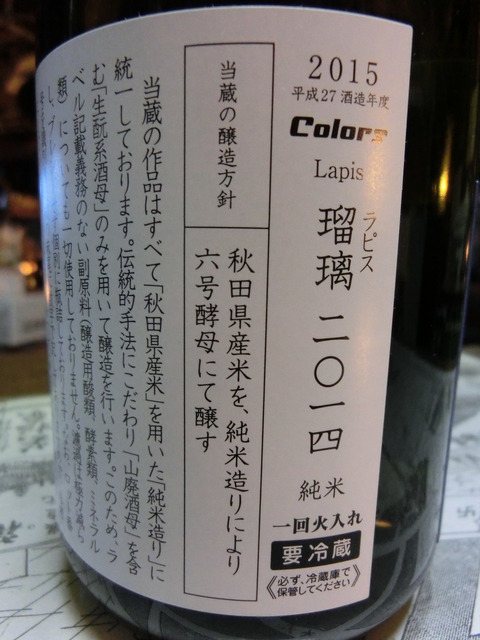 2015
平成27酒造年度
Colors
Lapis
瑠璃 二〇一四
ラピス
純米
一回火入れ
要冷蔵
《必ず、冷蔵庫で
保管してください》
当蔵の醸造方針
秋田県産米を、純米造りにより
六号酵母にて醸す
当蔵の作品はすべて「秋田県産米」を用いた「純米造り」に
統一しております。伝統的手法にこだわり「山廃酒母」を含
む「生酛系酒母」のみを用いて醸造を行います。このため、ラ
ベル記載義務のない副原料（醸造用酸類、酵素類、ミネラル
類）についても一切使用しておりません。